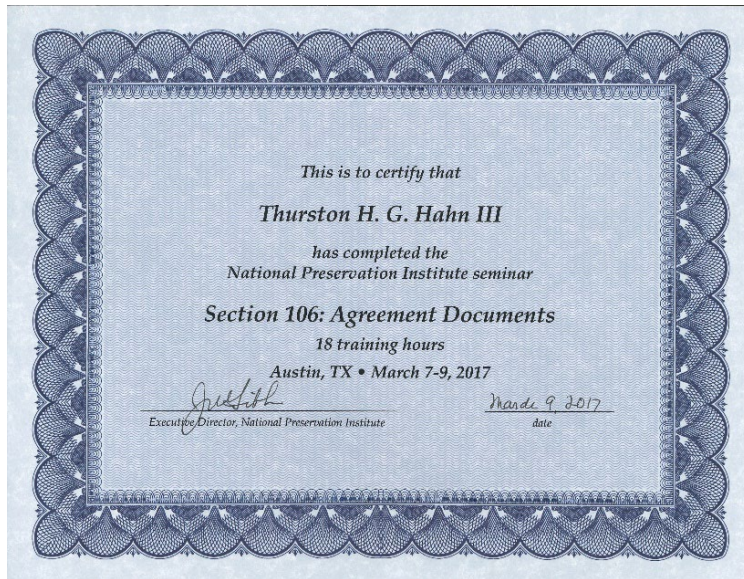 This is to certify that
Thurston H. G. Hahn III
has completed the
National Preservation Institute seminar
Section 106: Agreement Documents
18 training hours
Austin, TX • March 7-9, 2017
March 9, 2017
Executive Director, National Preservation Institute
date